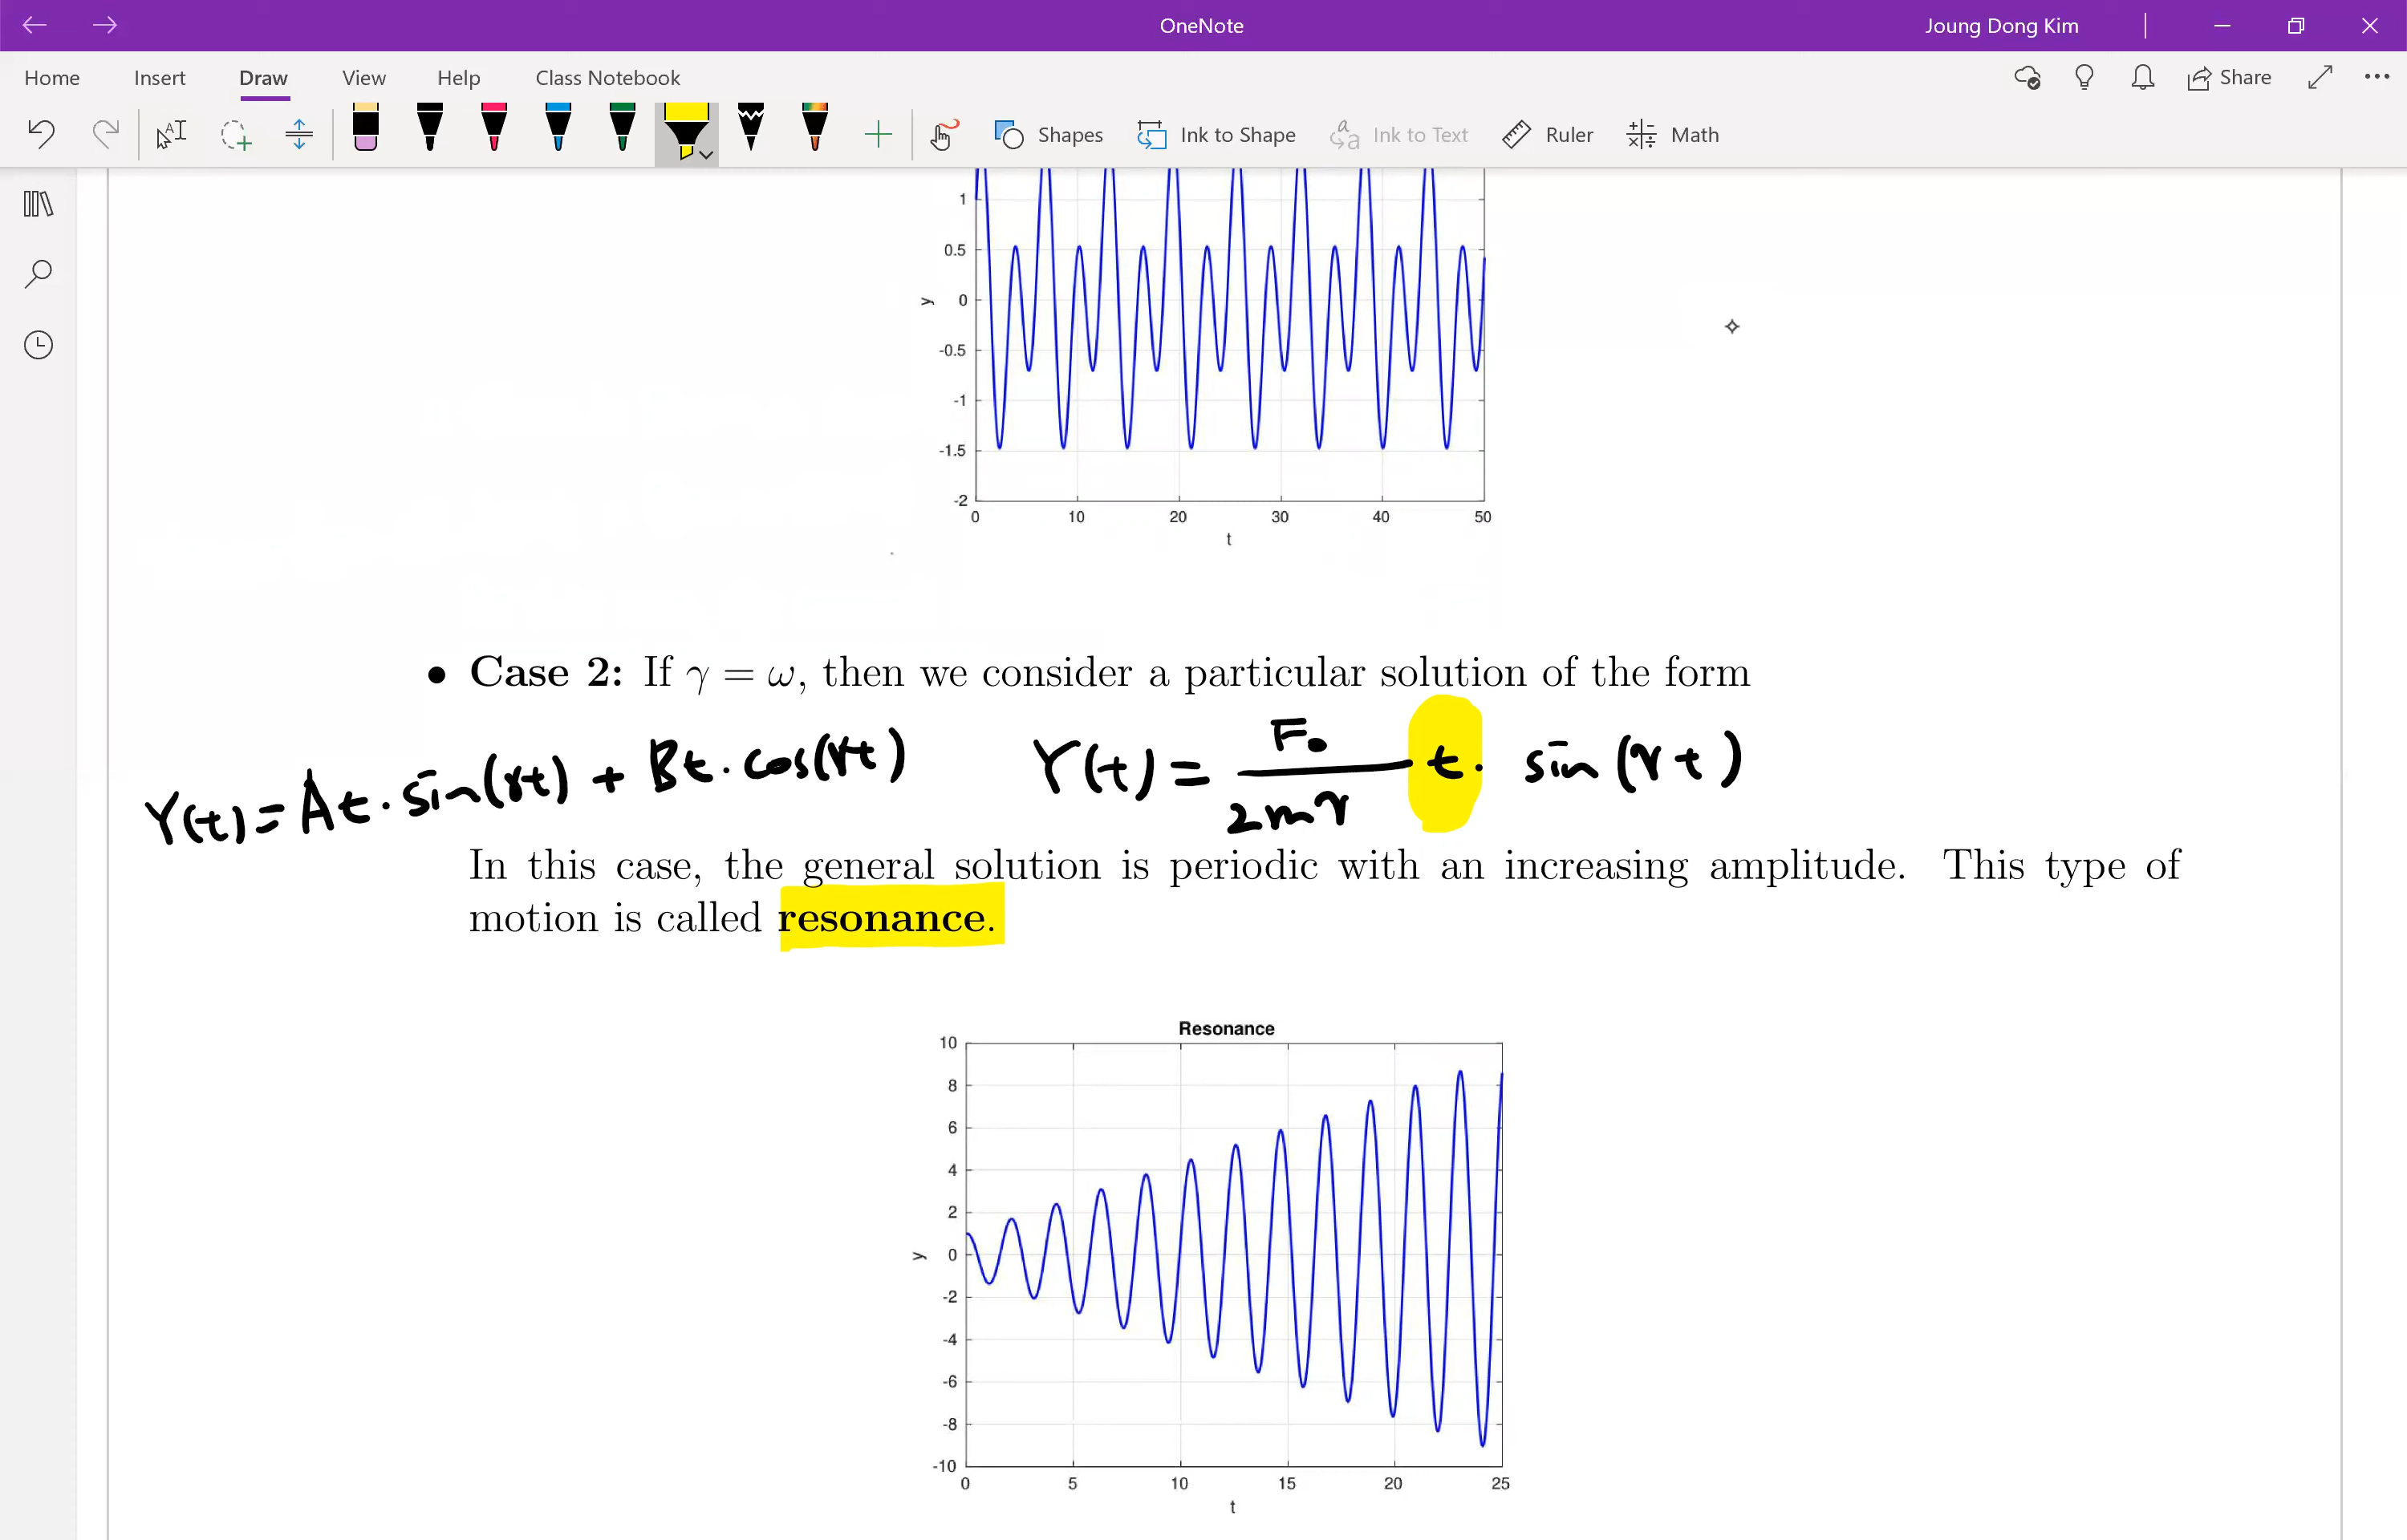 OneNote
Joung Dong Kim
Home Insert Draw View Help Class Notebook Share
Shapes Ink to Shape Ink to Text Ruler Math
1
0.5
0
-0.5
-1
-1.5
-2
y
0 10 20 30 40 50
t
• Case 2: If γ = ω, then we consider a particular solution of the form
Y(t) = At · sin(γt) + Bt · cos(γt)
Y(t) = F₀/2mγ t · sin(γt)
In this case, the general solution is periodic with an increasing amplitude. This type of
motion is called resonance.
Resonance
10
8
6
4
2
0
-2
-4
-6
-8
-10
y
0 5 10 15 20 25
t